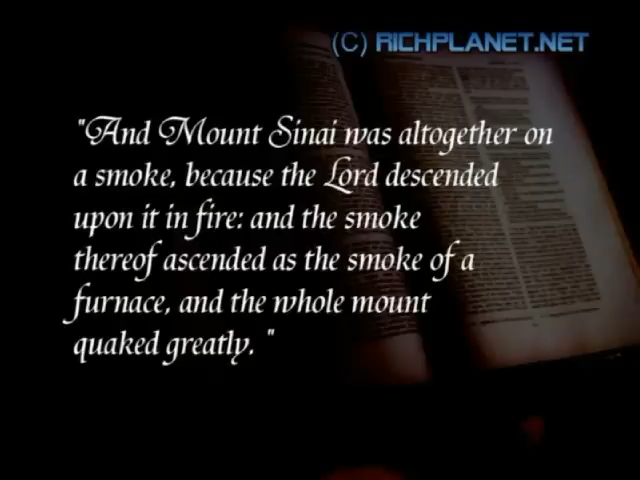 (C) RICHPLANET.NET
"And Mount Sinai was altogether on
a smoke, because the Lord descended
upon it in fire: and the smoke
thereof ascended as the smoke of a
furnace, and the whole mount
quaked greatly. "